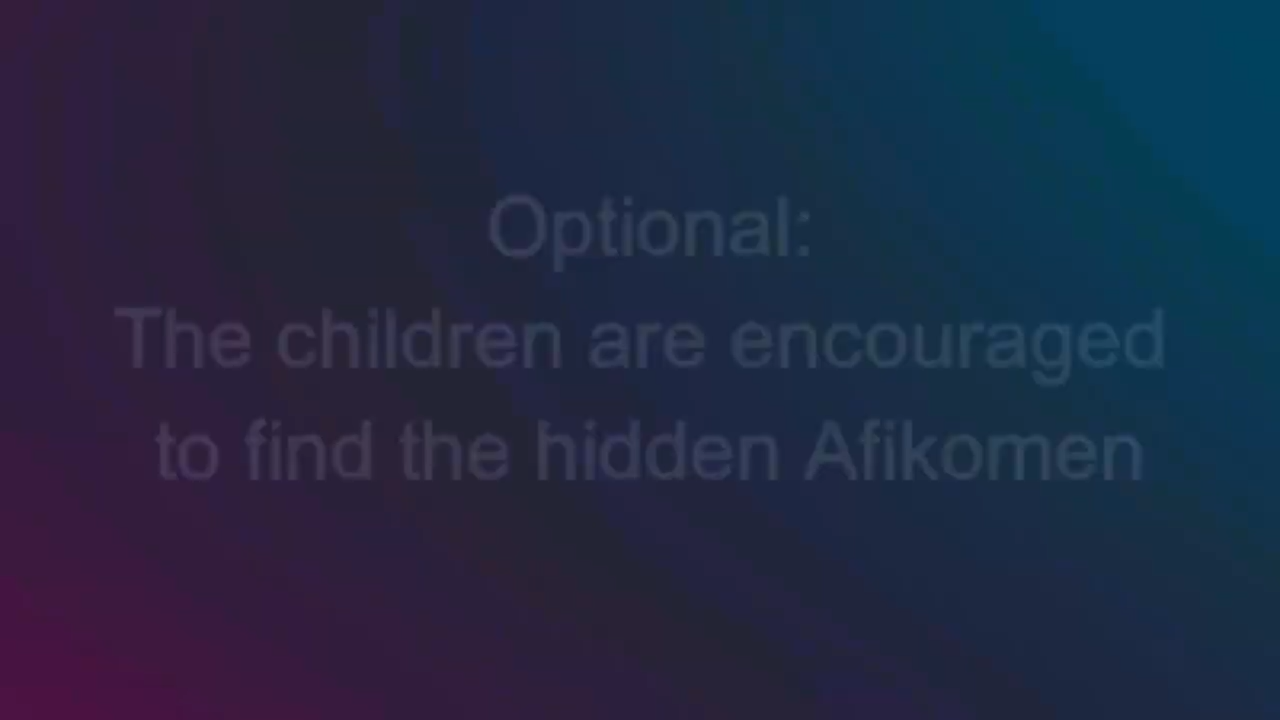 Optional:
The children are encouraged
to find the hidden Afikomen